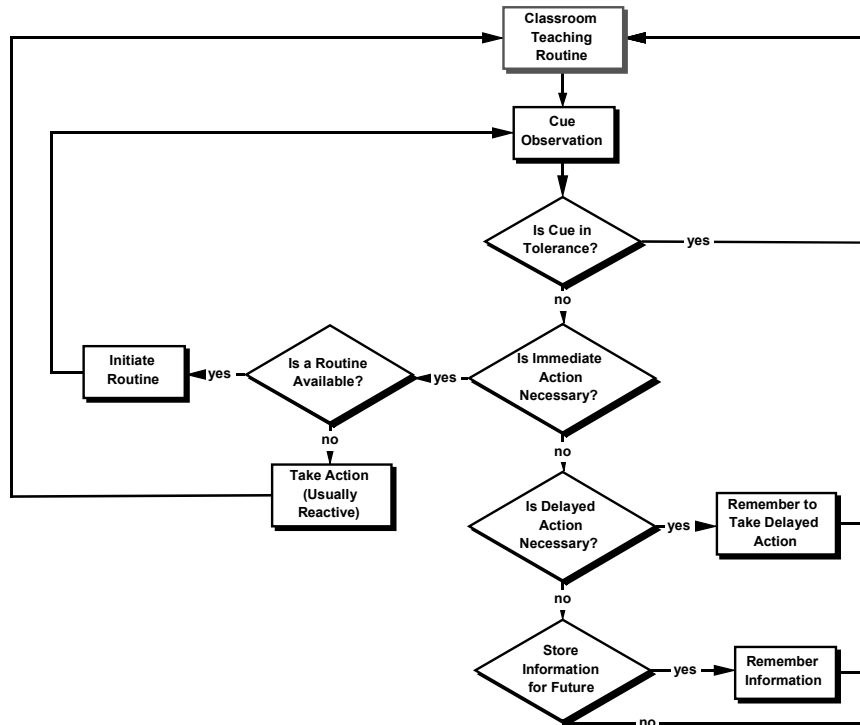 Classroom
Teaching
Routine
Cue
Observation
Is Cue in
Tolerance?
yes
no
Initiate
Routine
yes
Is a Routine
Available?
yes
Is Immediate
Action
Necessary?
no
no
Take Action
(Usually
Reactive)
Is Delayed
Action
Necessary?
yes
Remember to
Take Delayed
Action
no
Store
Information
for Future
yes
Remember
Information
no